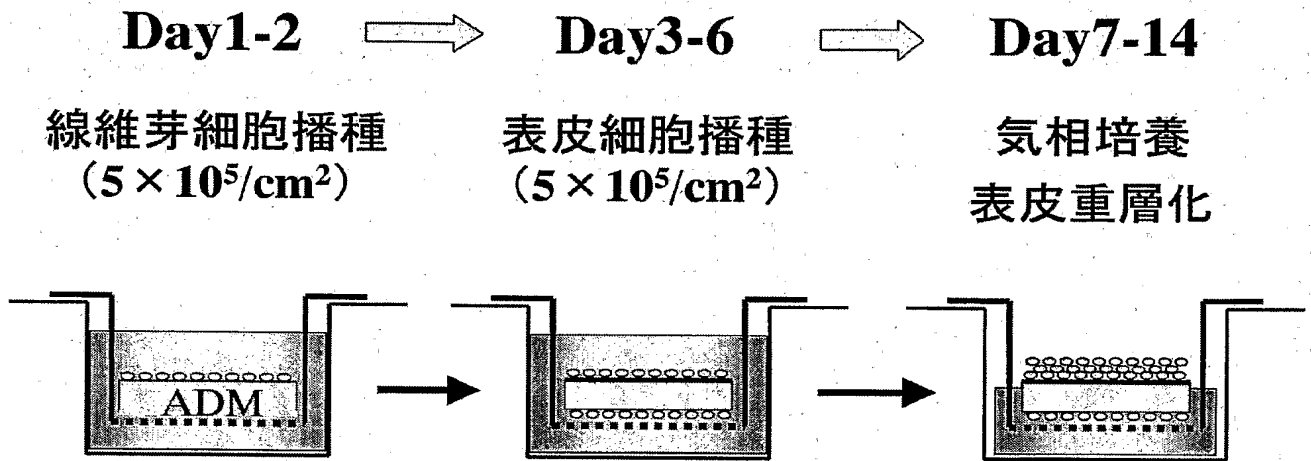 Day1-2
線維芽細胞播種
（5×10⁵/cm²）
Day3-6
表皮細胞播種
（5×10⁵/cm²）
Day7-14
気相培養
表皮重層化
ADM